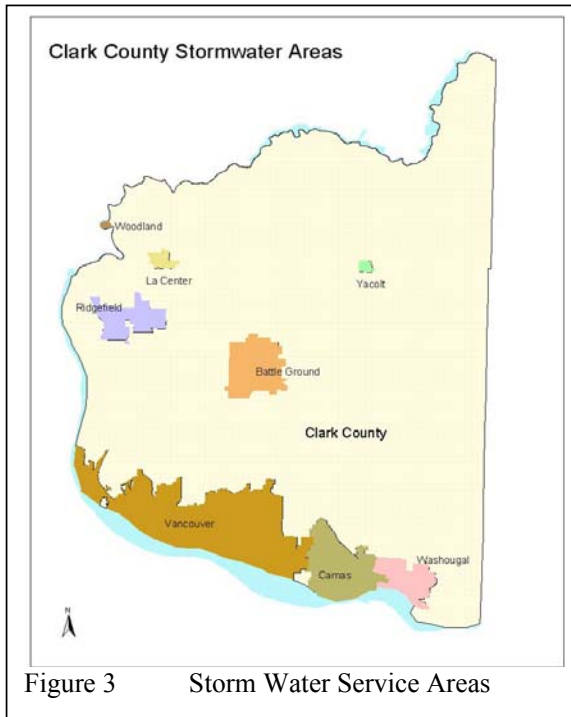 Clark County Stormwater Areas
Woodland
La Center
Yacolt
Ridgefield
Battle Ground
Clark County
Vancouver
Washougal
Camas
N
Figure 3 Storm Water Service Areas